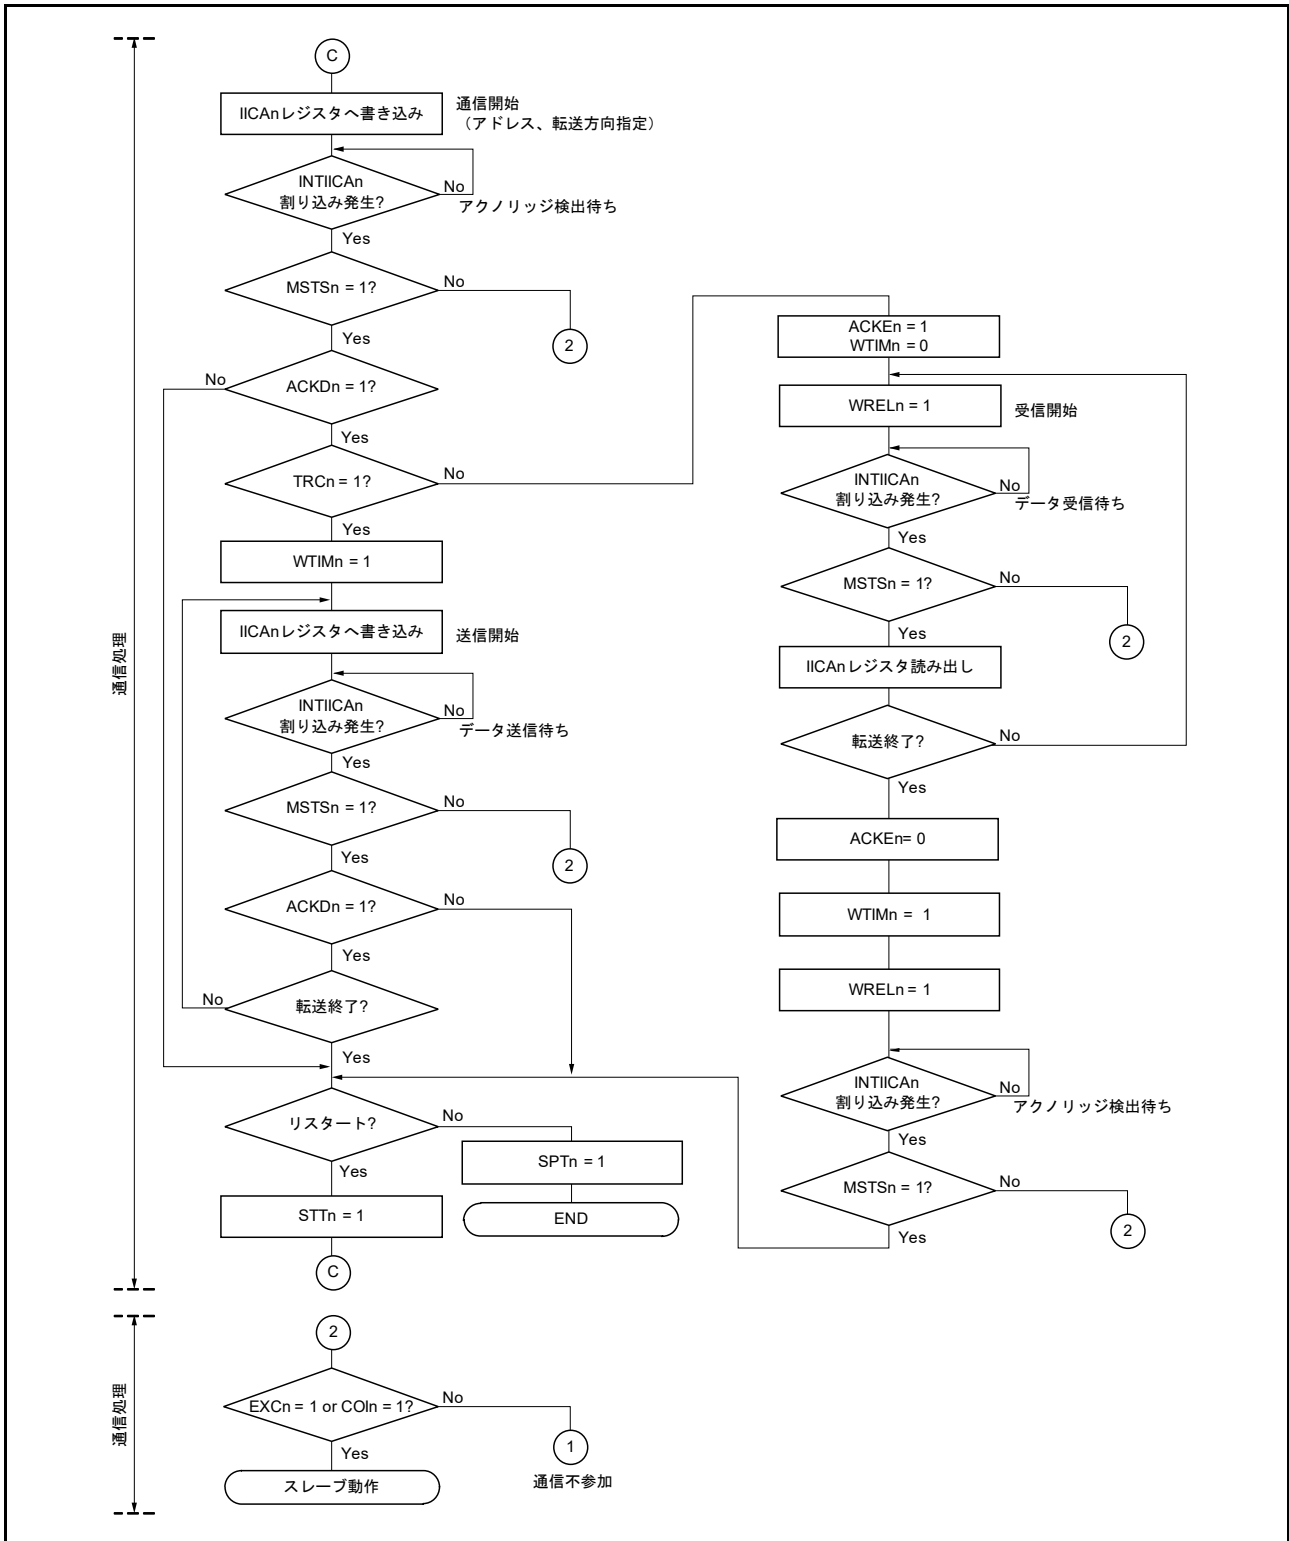 C
IICAnレジスタへ書き込み
通信開始
(アドレス、転送方向指定)
INTIICAn
割り込み発生?
No
アクノリッジ検出待ち
Yes
MSTSn = 1?
No
2
Yes
ACKDn = 1?
No
Yes
TRCn = 1?
No
Yes
WTIMn = 1
IICAnレジスタへ書き込み
送信開始
INTIICAn
割り込み発生?
No
データ送信待ち
Yes
MSTSn = 1?
No
2
Yes
ACKDn = 1?
No
Yes
転送終了?
No
Yes
リスタート?
No
Yes
SPTn = 1
END
STTn = 1
C
通信処理
ACKEn = 1
WTIMn = 0
WRELn = 1
受信開始
INTIICAn
割り込み発生?
No
データ受信待ち
Yes
MSTSn = 1?
No
2
Yes
IICAnレジスタ読み出し
転送終了?
No
Yes
ACKEn= 0
WTIMn = 1
WRELn = 1
INTIICAn
割り込み発生?
No
アクノリッジ検出待ち
Yes
MSTSn = 1?
No
2
Yes
通信処理
2
EXCn = 1 or COIn = 1?
No
1
通信不参加
Yes
スレーブ動作